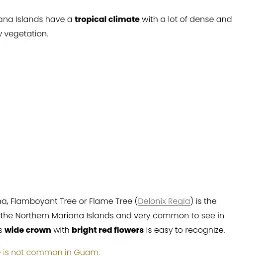 ana Islands have a tropical climate with a lot of dense and
y vegetation.
na, Flamboyant Tree or Flame Tree (Delonix Regia) is the
the Northern Mariana Islands and very common to see in
s wide crown with bright red flowers is easy to recognize.
is not common in Guam.